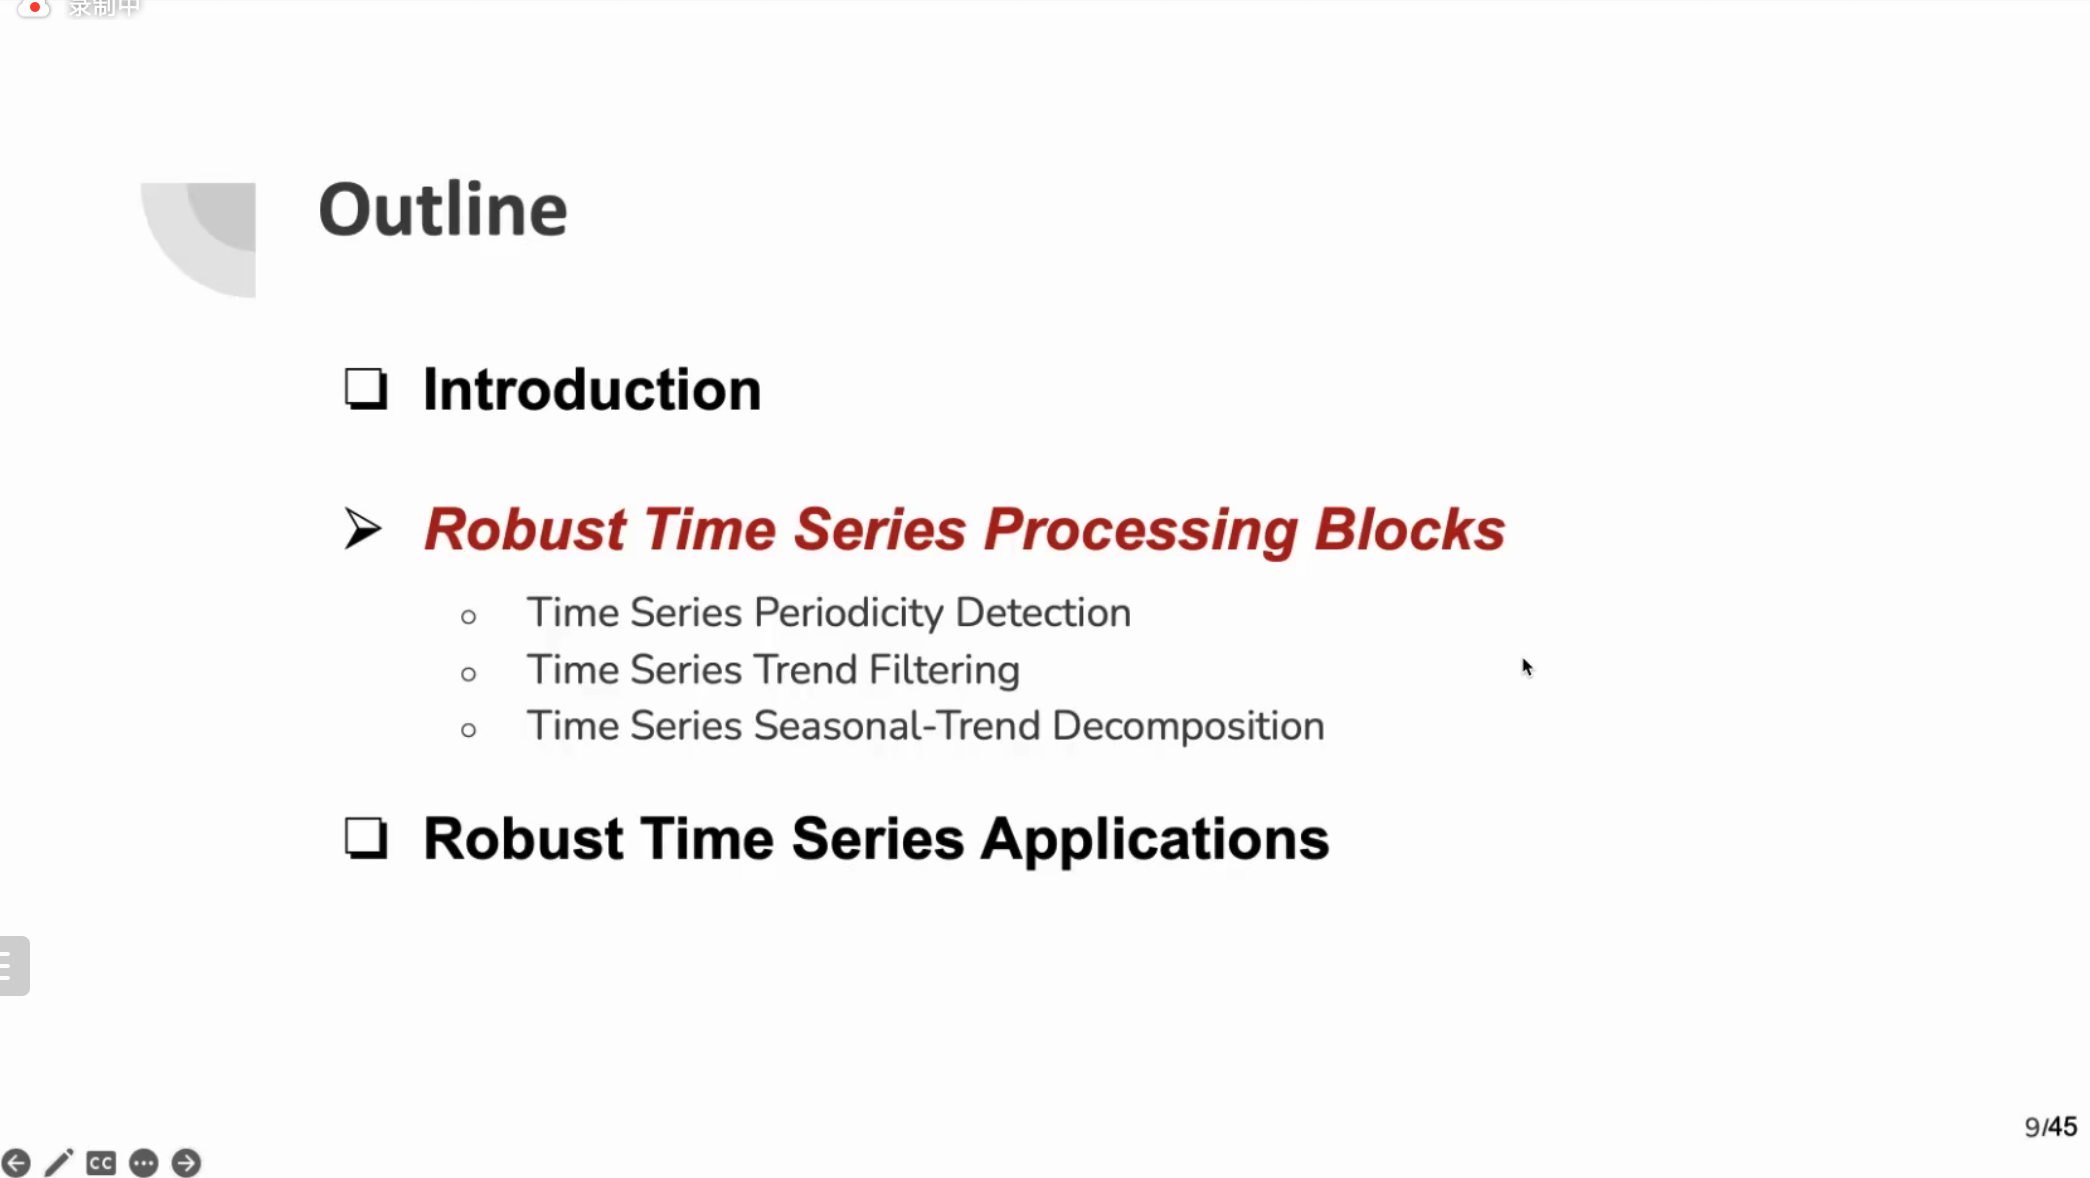 录制中
Outline
Introduction
Robust Time Series Processing Blocks
Time Series Periodicity Detection
Time Series Trend Filtering
Time Series Seasonal-Trend Decomposition
Robust Time Series Applications
9/45
CC